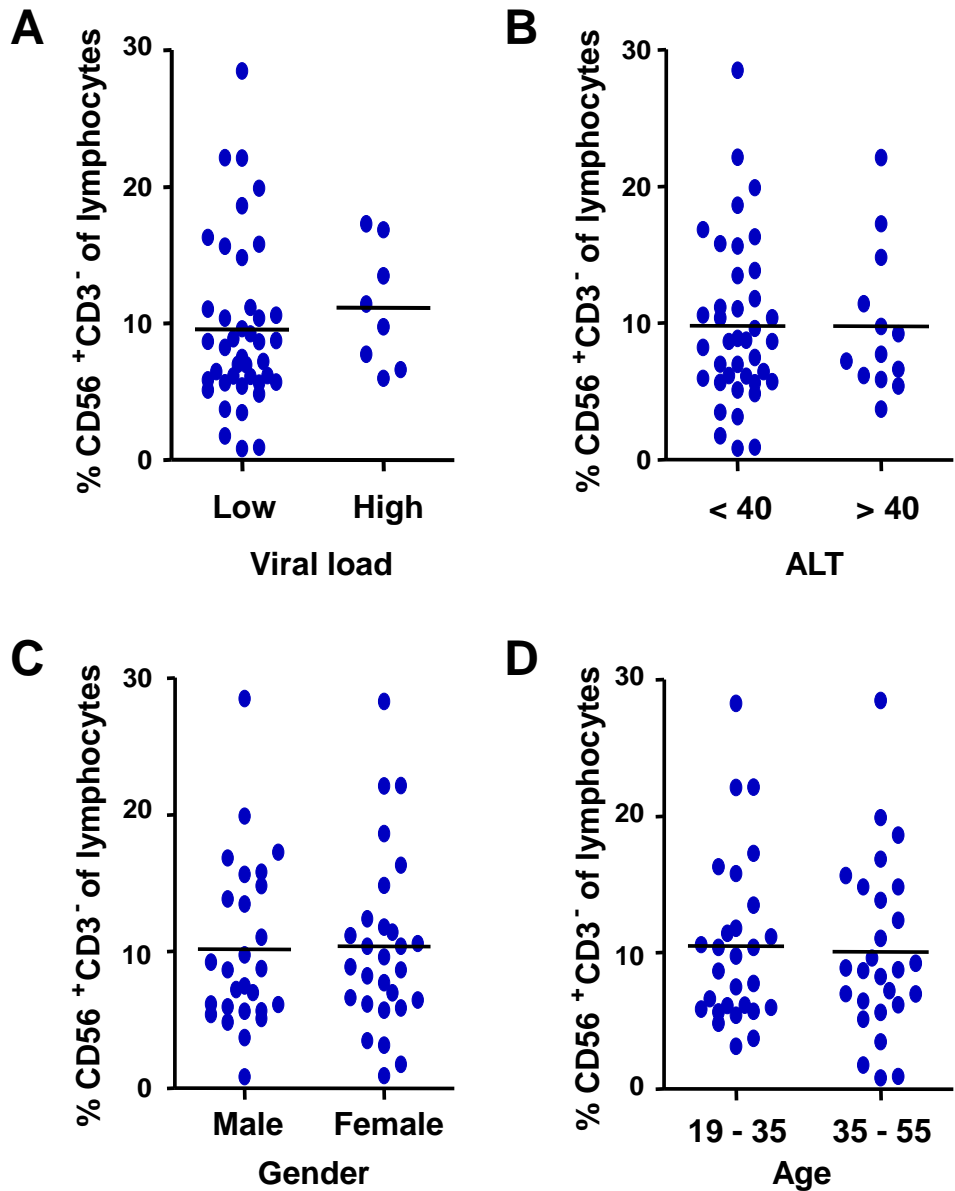 A
% CD56 +CD3- of lymphocytes
30
20
10
0
Low High
Viral load
B
% CD56 +CD3- of lymphocytes
30
20
10
0
< 40 > 40
ALT
C
% CD56 +CD3- of lymphocytes
30
20
10
0
Male Female
Gender
D
% CD56 +CD3- of lymphocytes
30
20
10
0
19 - 35 35 - 55
Age